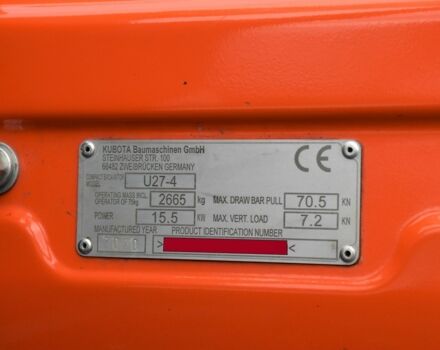 KUBOTA Baumaschinen GmbH
STEINHAUSER STR. 100
66482 ZWEIBRÜCKEN GERMANY
CE
COMPACT EXCAVATOR
MODEL U27-4
OPERATING MASS INCL.
OPERATOR OF 75kg 2665 kg MAX. DRAW BAR PULL 70.5 KN
POWER 15.5 KW MAX. VERT. LOAD 7.2 KN
MANUFACTURED YEAR PRODUCT IDENTIFICATION NUMBER
> <